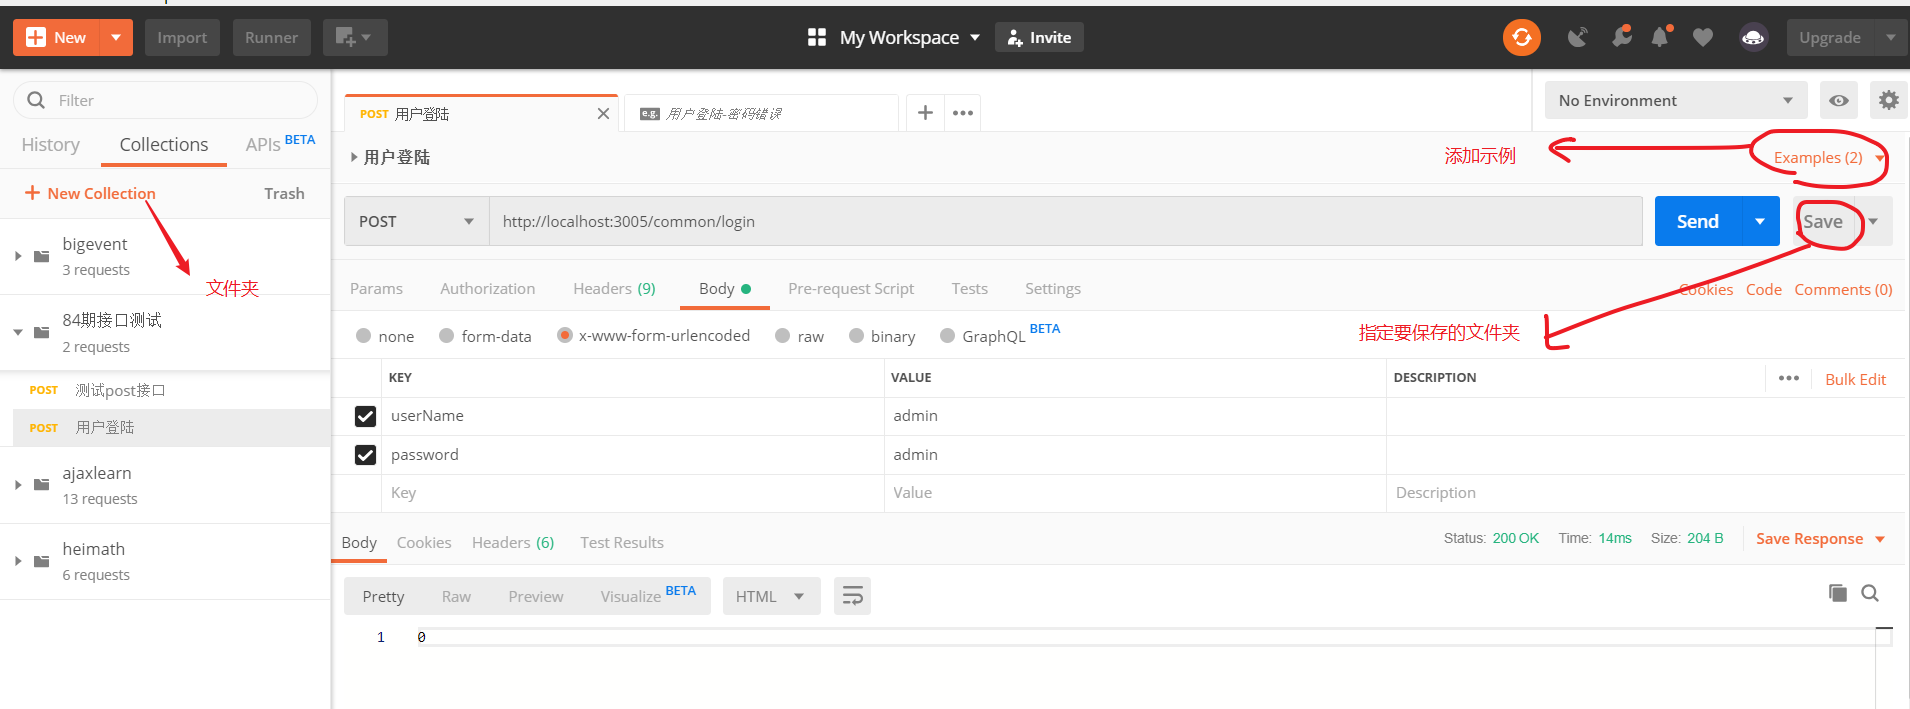 New
Import
Runner
My Workspace
Invite
Upgrade
Filter
History
Collections
APIs BETA
New Collection
Trash
文件夹
bigevent
3 requests
84期接口测试
2 requests
POST 测试post接口
POST 用户登陆
ajaxlearn
13 requests
heimath
6 requests
POST 用户登陆
e.g. 用户登陆-密码错误
No Environment
用户登陆
添加示例
Examples (2)
POST
http://localhost:3005/common/login
Send
Save
Params
Authorization
Headers (9)
Body
Pre-request Script
Tests
Settings
Cookies
Code
Comments (0)
none
form-data
x-www-form-urlencoded
raw
binary
GraphQL BETA
指定要保存的文件夹
KEY
VALUE
DESCRIPTION
Bulk Edit
userName
admin
password
admin
Key
Value
Description
Body
Cookies
Headers (6)
Test Results
Status: 200 OK
Time: 14ms
Size: 204 B
Save Response
Pretty
Raw
Preview
Visualize BETA
HTML
1
0